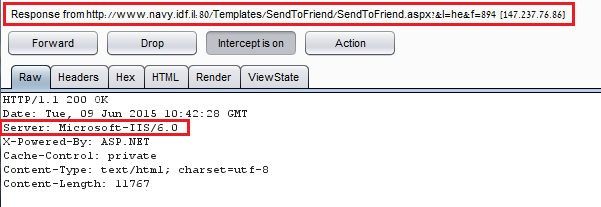 Response from http://www.navy.idf.il:80/Templates/SendToFriend/SendToFriend.aspx?&l=he&f=894 [147.237.76.86]
Forward Drop Intercept is on Action
Raw Headers Hex HTML Render ViewState
HTTP/1.1 200 OK
Date: Tue, 09 Jun 2015 10:42:28 GMT
Server: Microsoft-IIS/6.0
X-Powered-By: ASP.NET
Cache-Control: private
Content-Type: text/html; charset=utf-8
Content-Length: 11767